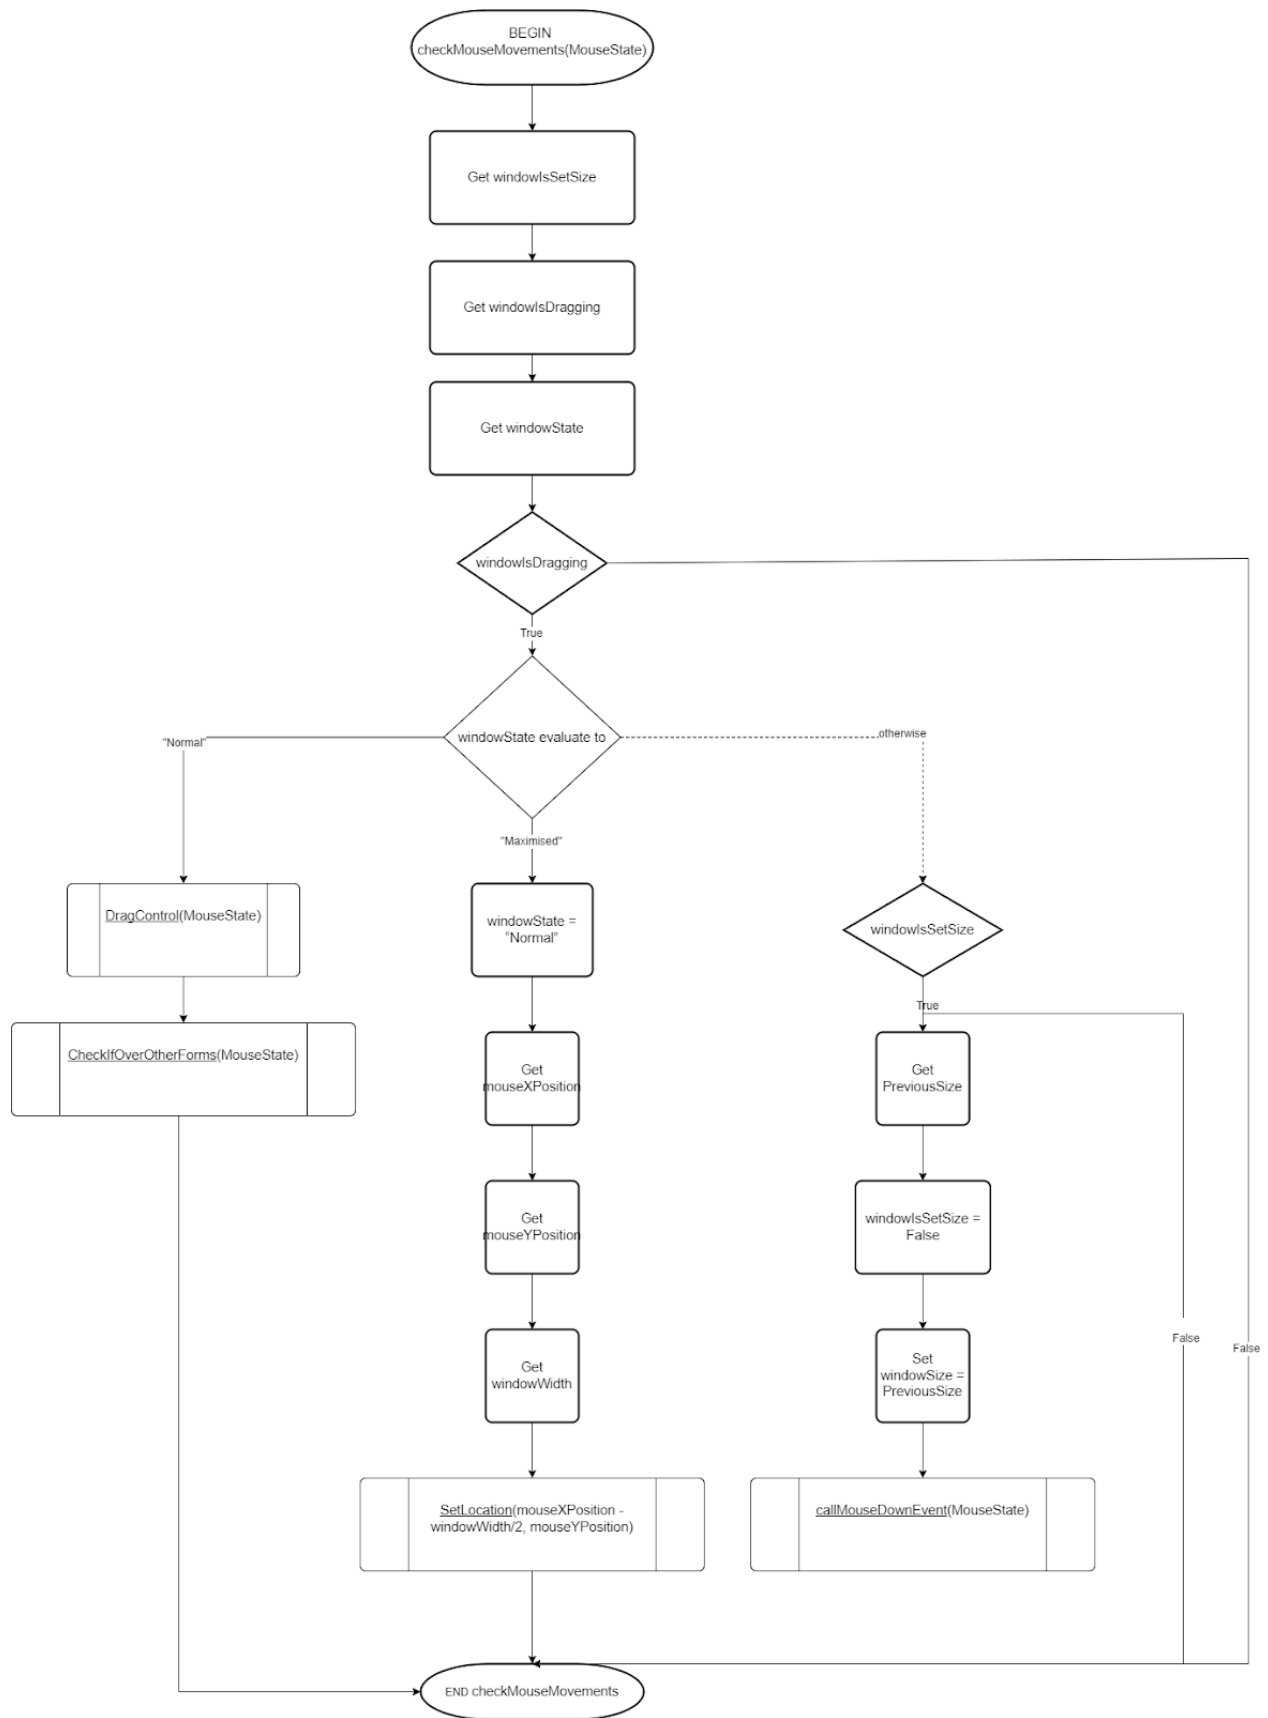 BEGIN
checkMouseMovements(MouseState)
Get windowIsSetSize
Get windowIsDragging
Get windowState
windowIsDragging
True
windowState evaluate to
"Normal"
otherwise
"Maximised"
DragControl(MouseState)
windowState =
"Normal"
windowIsSetSize
True
CheckIfOverOtherForms(MouseState)
Get
mouseXPosition
Get
PreviousSize
Get
mouseYPosition
windowIsSetSize =
False
False
False
Get
windowWidth
Set
windowSize =
PreviousSize
SetLocation(mouseXPosition -
windowWidth/2, mouseYPosition)
callMouseDownEvent(MouseState)
END checkMouseMovements